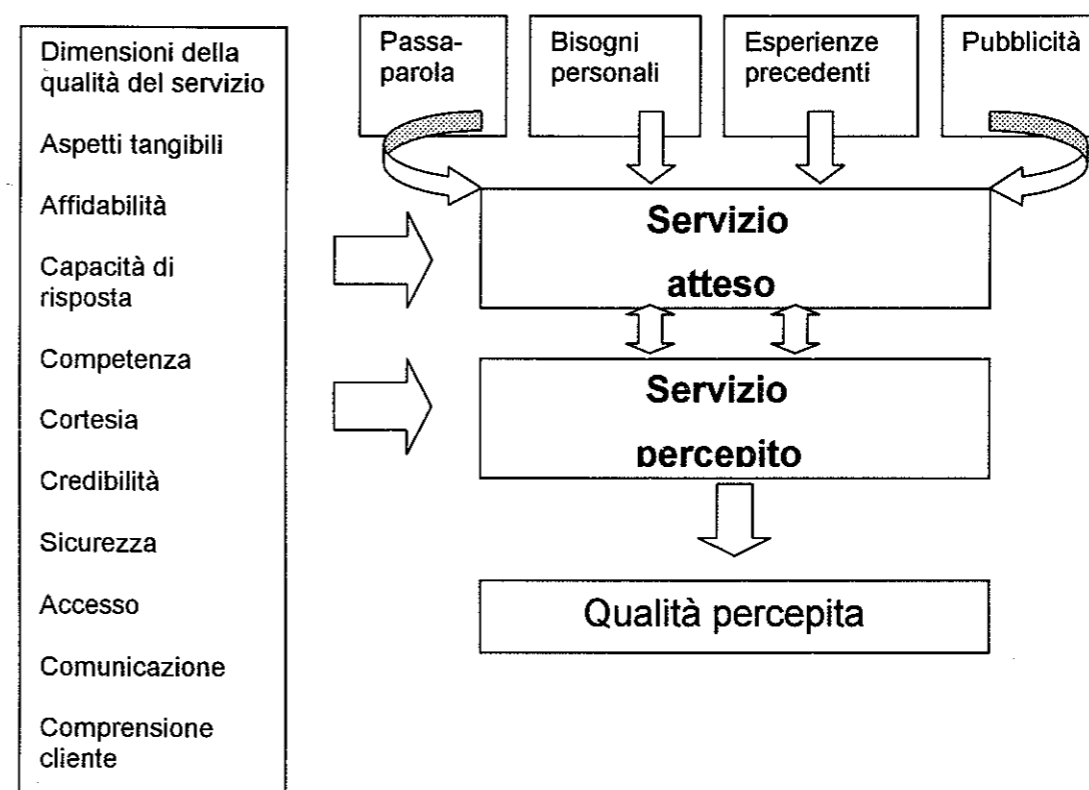 Dimensioni della
qualità del servizio
Aspetti tangibili
Affidabilità
Capacità di
risposta
Competenza
Cortesia
Credibilità
Sicurezza
Accesso
Comunicazione
Comprensione
cliente
Passa-
parola
Bisogni
personali
Esperienze
precedenti
Pubblicità
Servizio
atteso
Servizio
percepito
Qualità percepita